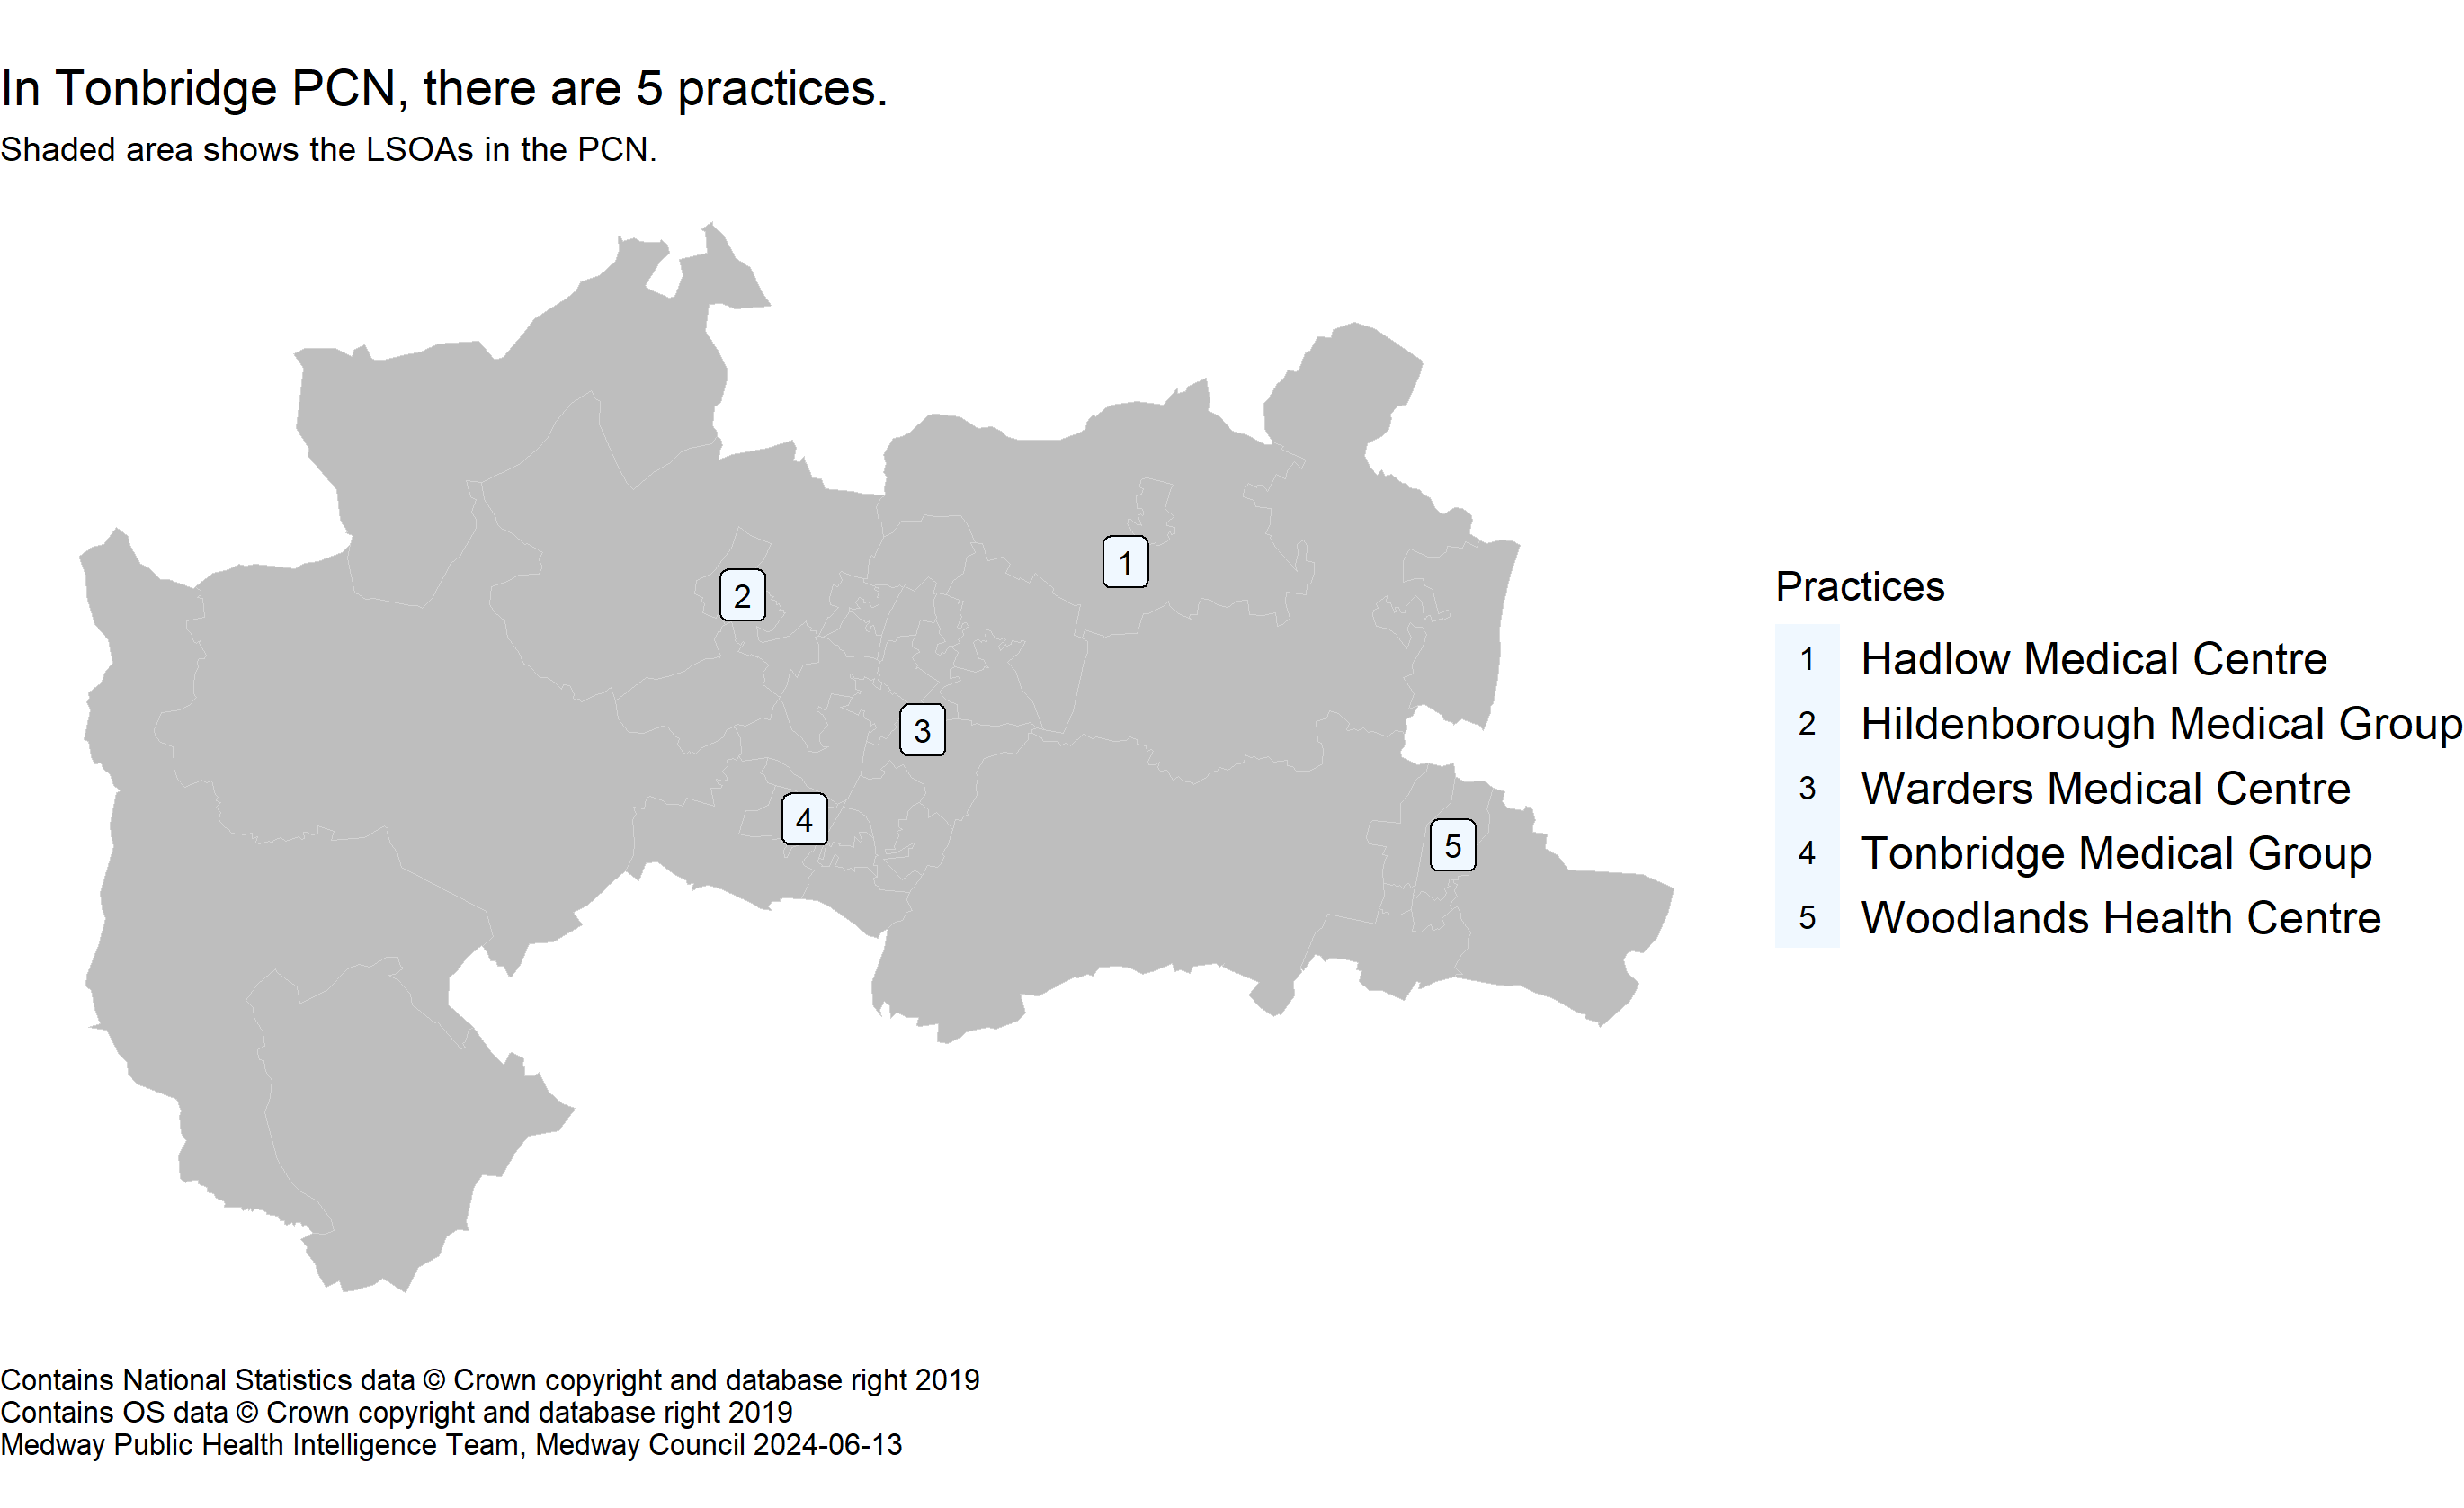 In Tonbridge PCN, there are 5 practices.
Shaded area shows the LSOAs in the PCN.
1
2
3
4
5
Practices
1 Hadlow Medical Centre
2 Hildenborough Medical Group
3 Warders Medical Centre
4 Tonbridge Medical Group
5 Woodlands Health Centre
Contains National Statistics data © Crown copyright and database right 2019
Contains OS data © Crown copyright and database right 2019
Medway Public Health Intelligence Team, Medway Council 2024-06-13